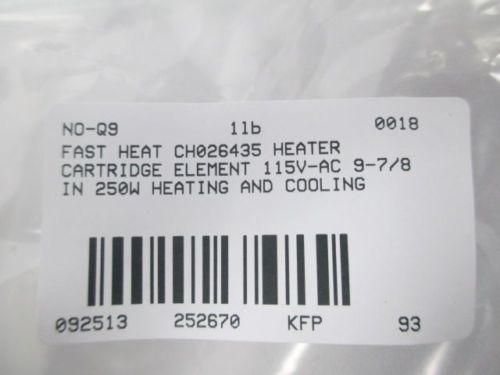 NO-Q9 1lb 0018
FAST HEAT CH026435 HEATER
CARTRIDGE ELEMENT 115V-AC 9-7/8
IN 250W HEATING AND COOLING
092513 252670 KFP 93